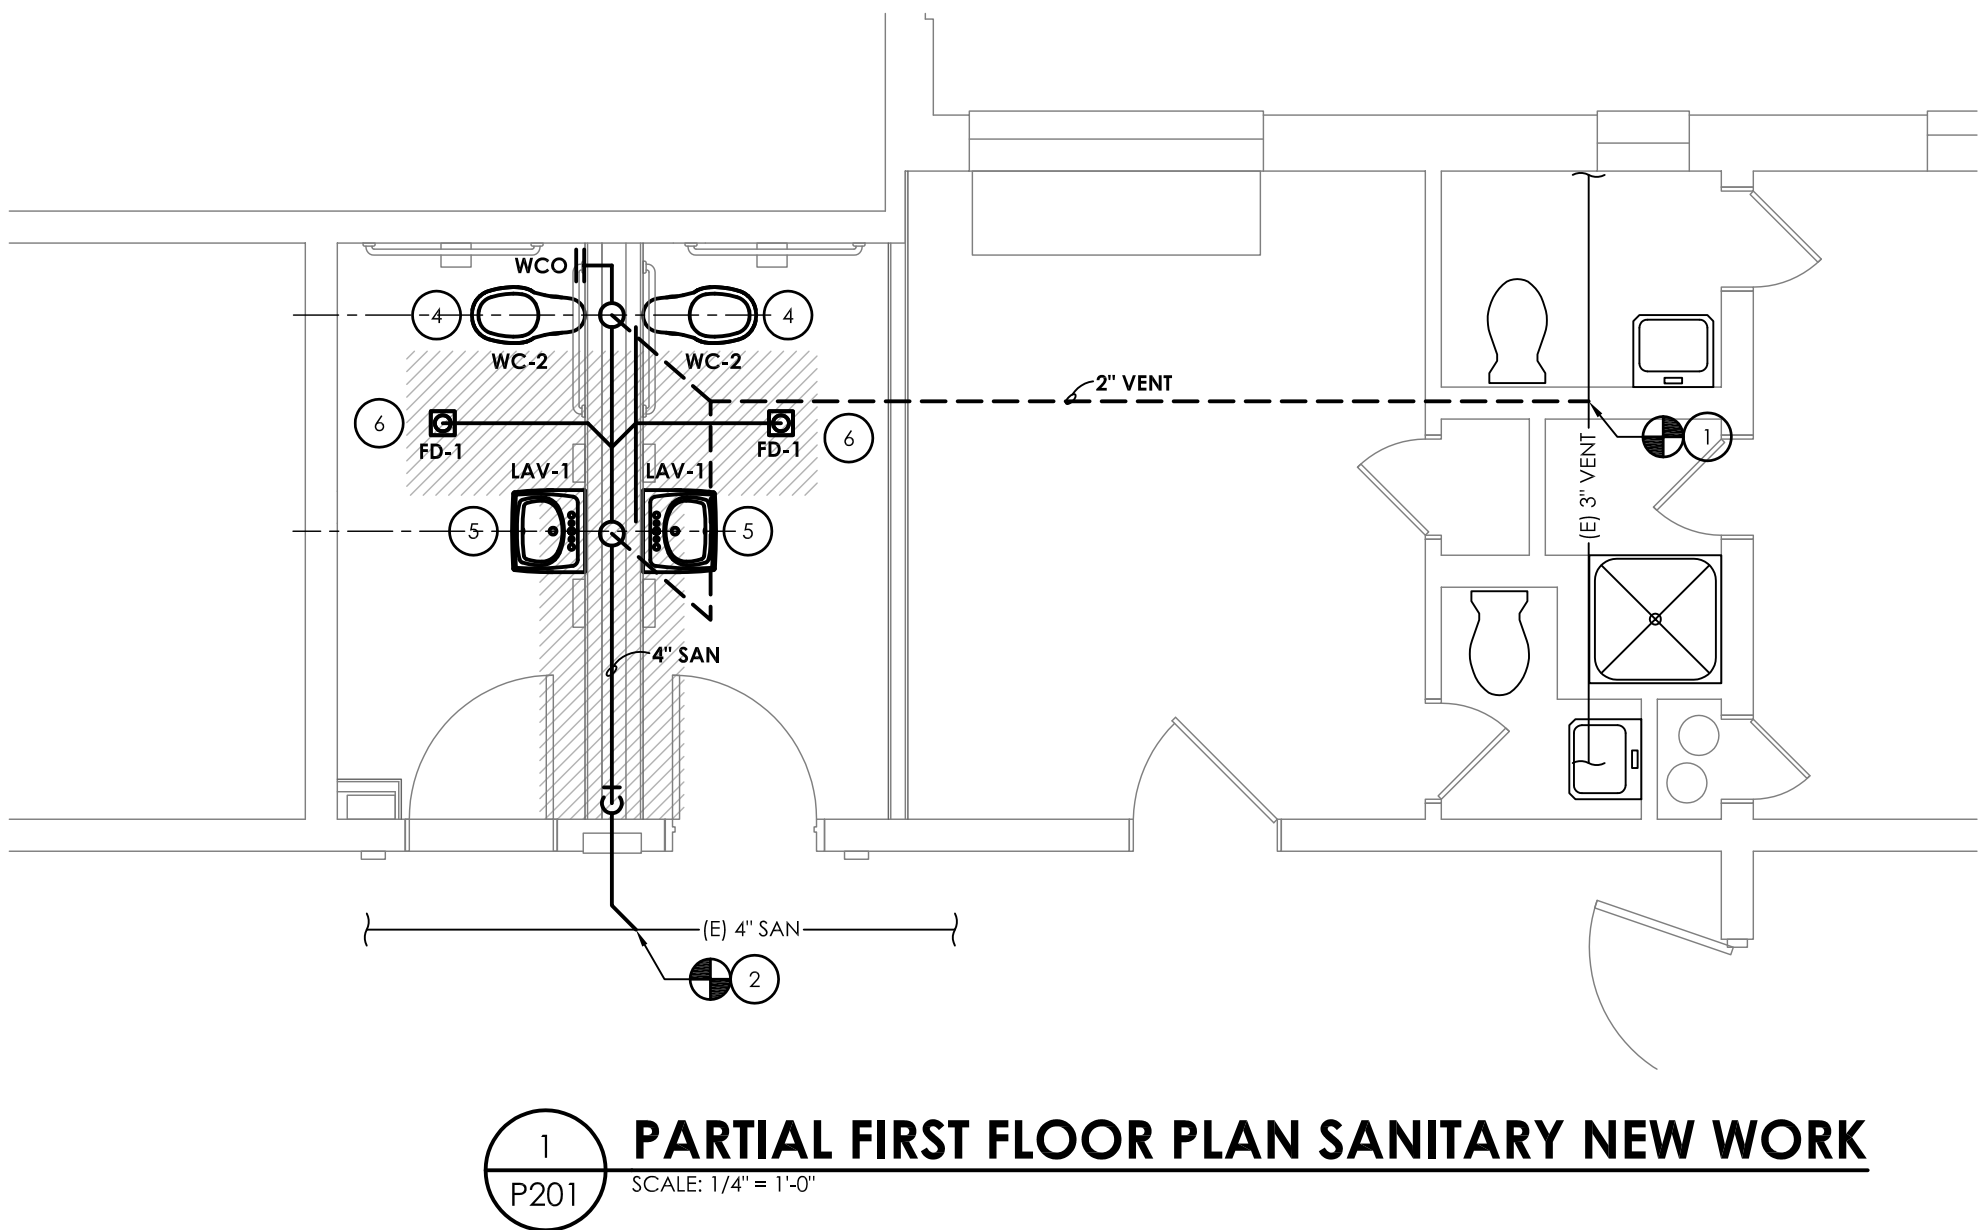 WCO
4
4
WC-2
WC-2
2" VENT
6
6
1
FD-1
FD-1
(E) 3" VENT
LAV-1
LAV-1
5
5
4" SAN
(E) 4" SAN
2
1
P201
PARTIAL FIRST FLOOR PLAN SANITARY NEW WORK
SCALE: 1/4" = 1'-0"